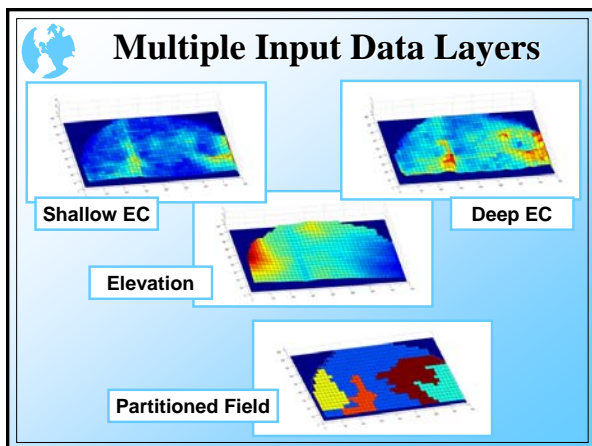 Multiple Input Data Layers
Shallow EC
Deep EC
Elevation
Partitioned Field